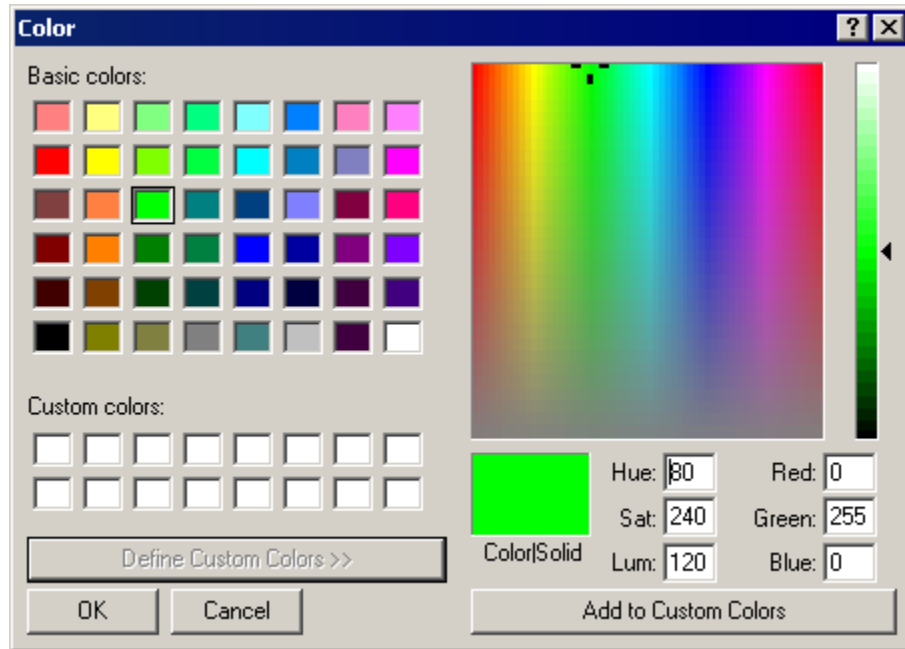 Color
Basic colors:
Custom colors:
Define Custom Colors >>
OK Cancel
Color|Solid
Hue: 80 Red: 0
Sat: 240 Green: 255
Lum: 120 Blue: 0
Add to Custom Colors